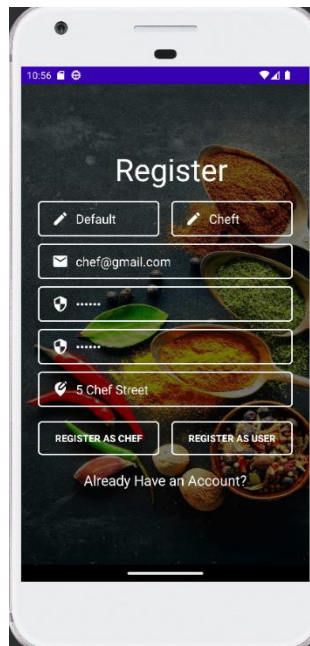 10:56
Register
Default Cheft
chef@gmail.com
••••••
••••••
5 Chef Street
REGISTER AS CHEF REGISTER AS USER
Already Have an Account?